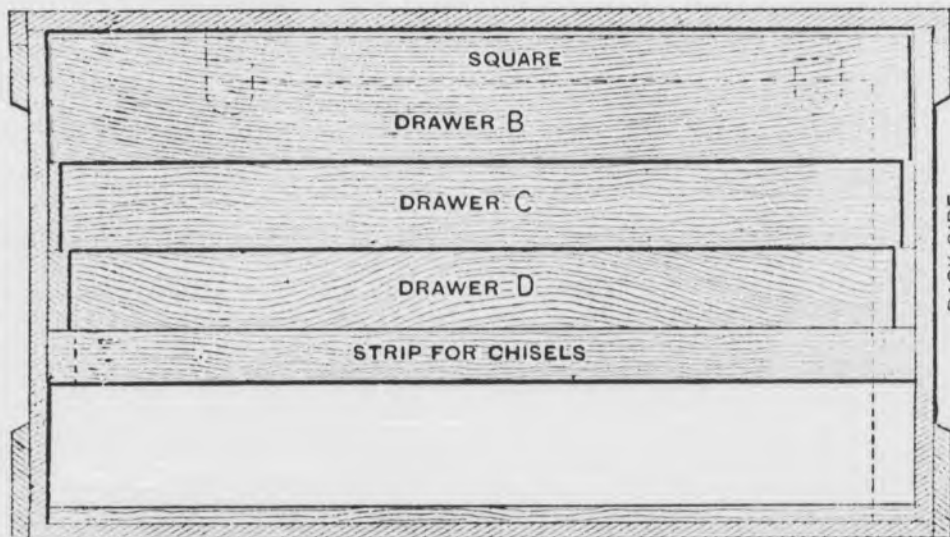 SQUARE
DRAWER B
DRAWER C
DRAWER D
STRIP FOR CHISELS